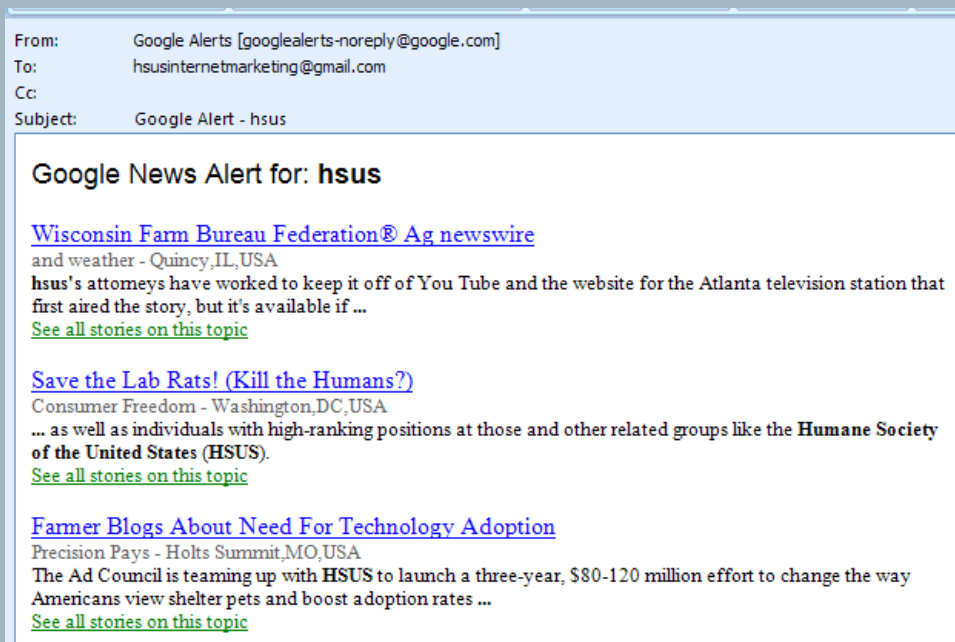 From: Google Alerts [googlealerts-noreply@google.com]
To: hsusinternetmarketing@gmail.com
Cc:
Subject: Google Alert - hsus
Google News Alert for: hsus
Wisconsin Farm Bureau Federation® Ag newswire
and weather - Quincy,IL,USA
hsus's attorneys have worked to keep it off of You Tube and the website for the Atlanta television station that
first aired the story, but it's available if ...
See all stories on this topic
Save the Lab Rats! (Kill the Humans?)
Consumer Freedom - Washington,DC,USA
... as well as individuals with high-ranking positions at those and other related groups like the Humane Society
of the United States (HSUS).
See all stories on this topic
Farmer Blogs About Need For Technology Adoption
Precision Pays - Holts Summit,MO,USA
The Ad Council is teaming up with HSUS to launch a three-year, $80-120 million effort to change the way
Americans view shelter pets and boost adoption rates ...
See all stories on this topic